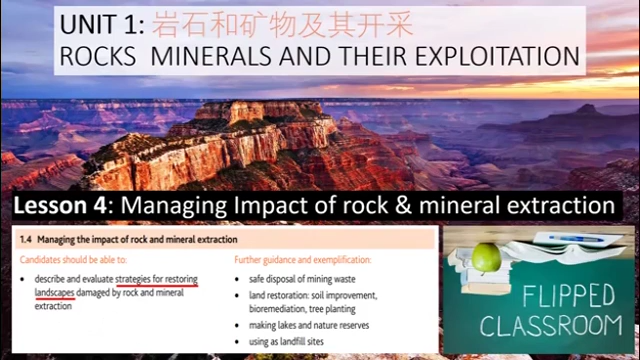 UNIT 1: 岩石和矿物及其开采
ROCKS  MINERALS AND THEIR EXPLOITATION
Lesson 4: Managing Impact of rock & mineral extraction
1.4 Managing the impact of rock and mineral extraction
Candidates should be able to:
• describe and evaluate strategies for restoring
landscapes damaged by rock and mineral
extraction
Further guidance and exemplification:
• safe disposal of mining waste
• land restoration: soil improvement,
bioremediation, tree planting
• making lakes and nature reserves
• using as landfill sites
FLIPPED
CLASSROOM